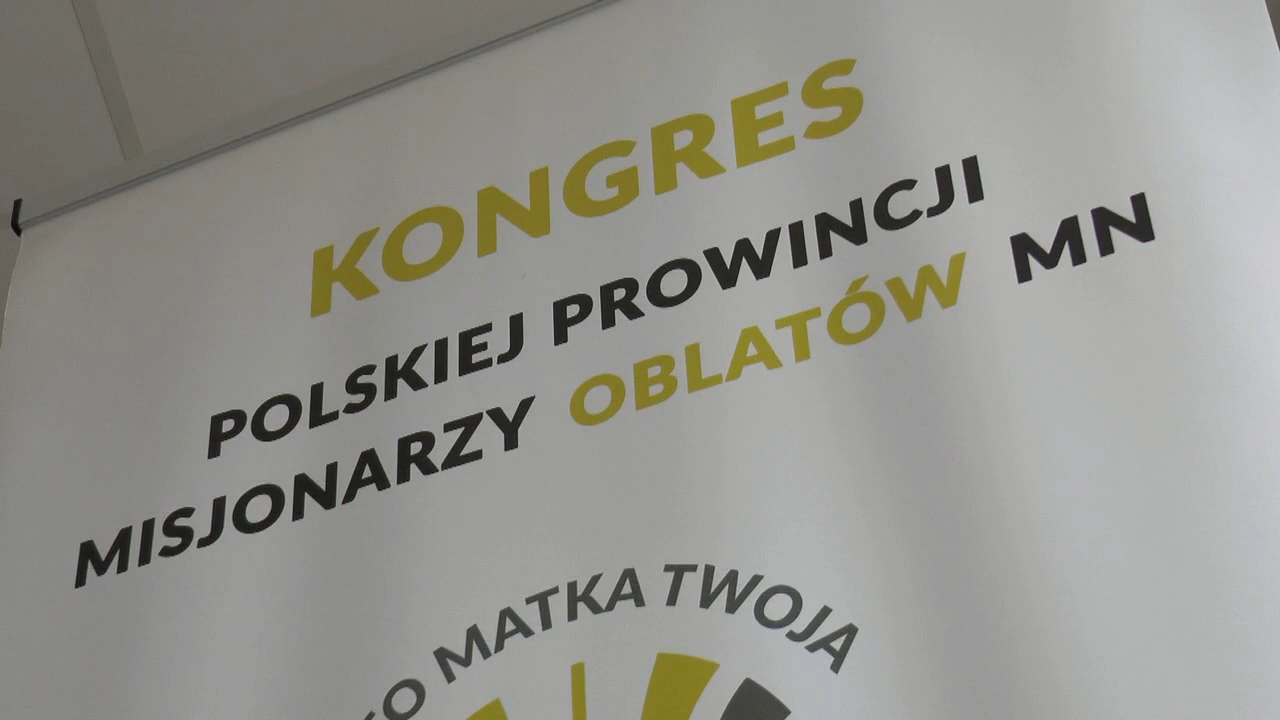 KONGRES
POLSKIEJ PROWINCJI
MISJONARZY OBLATÓW MN
MATKA TWOJA